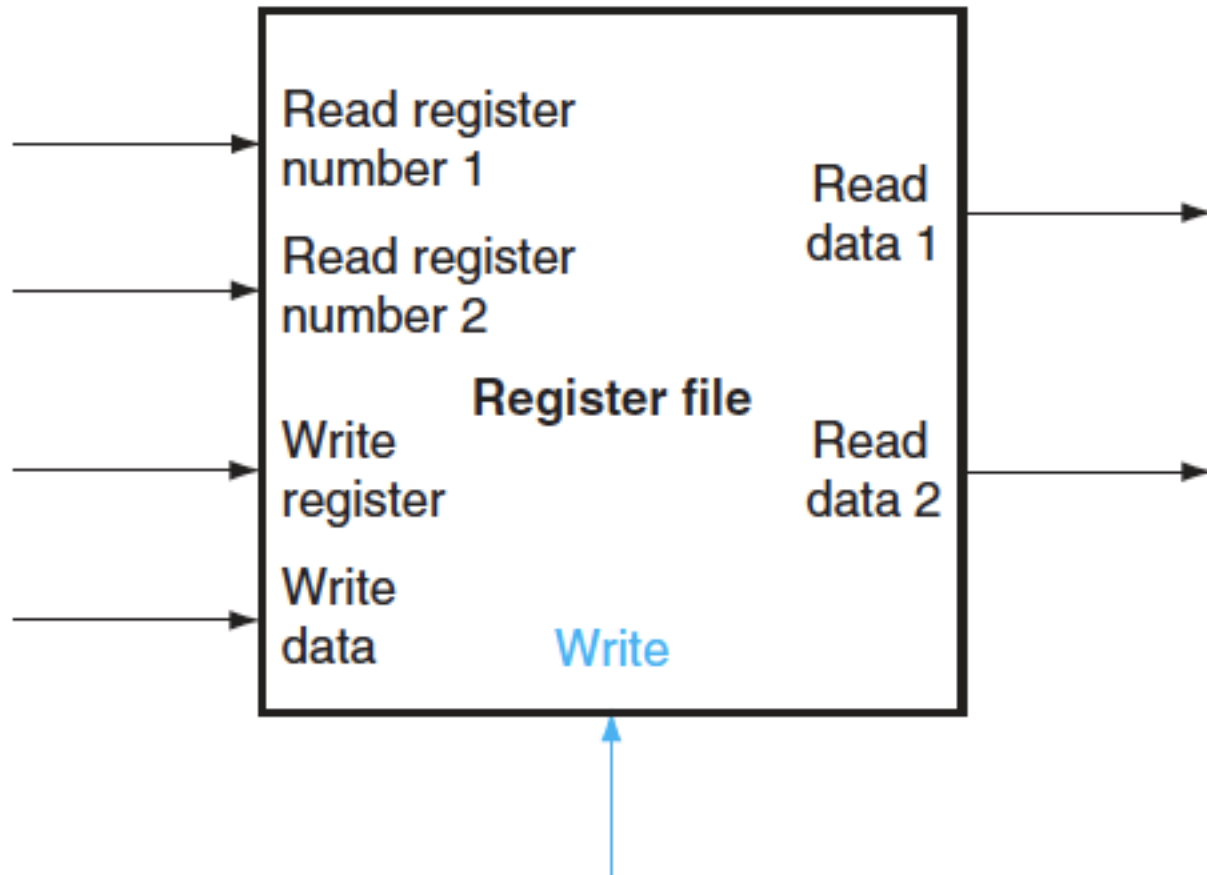 Read register
number 1
Read
data 1
Read register
number 2
Register file
Write
register
Read
data 2
Write
data
Write